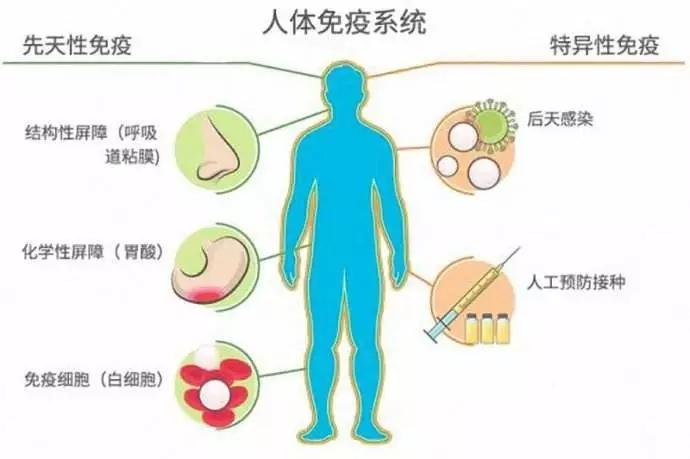 人体免疫系统
先天性免疫
特异性免疫
结构性屏障（呼吸
道粘膜)
后天感染
化学性屏障（胃酸）
人工预防接种
免疫细胞（白细胞）